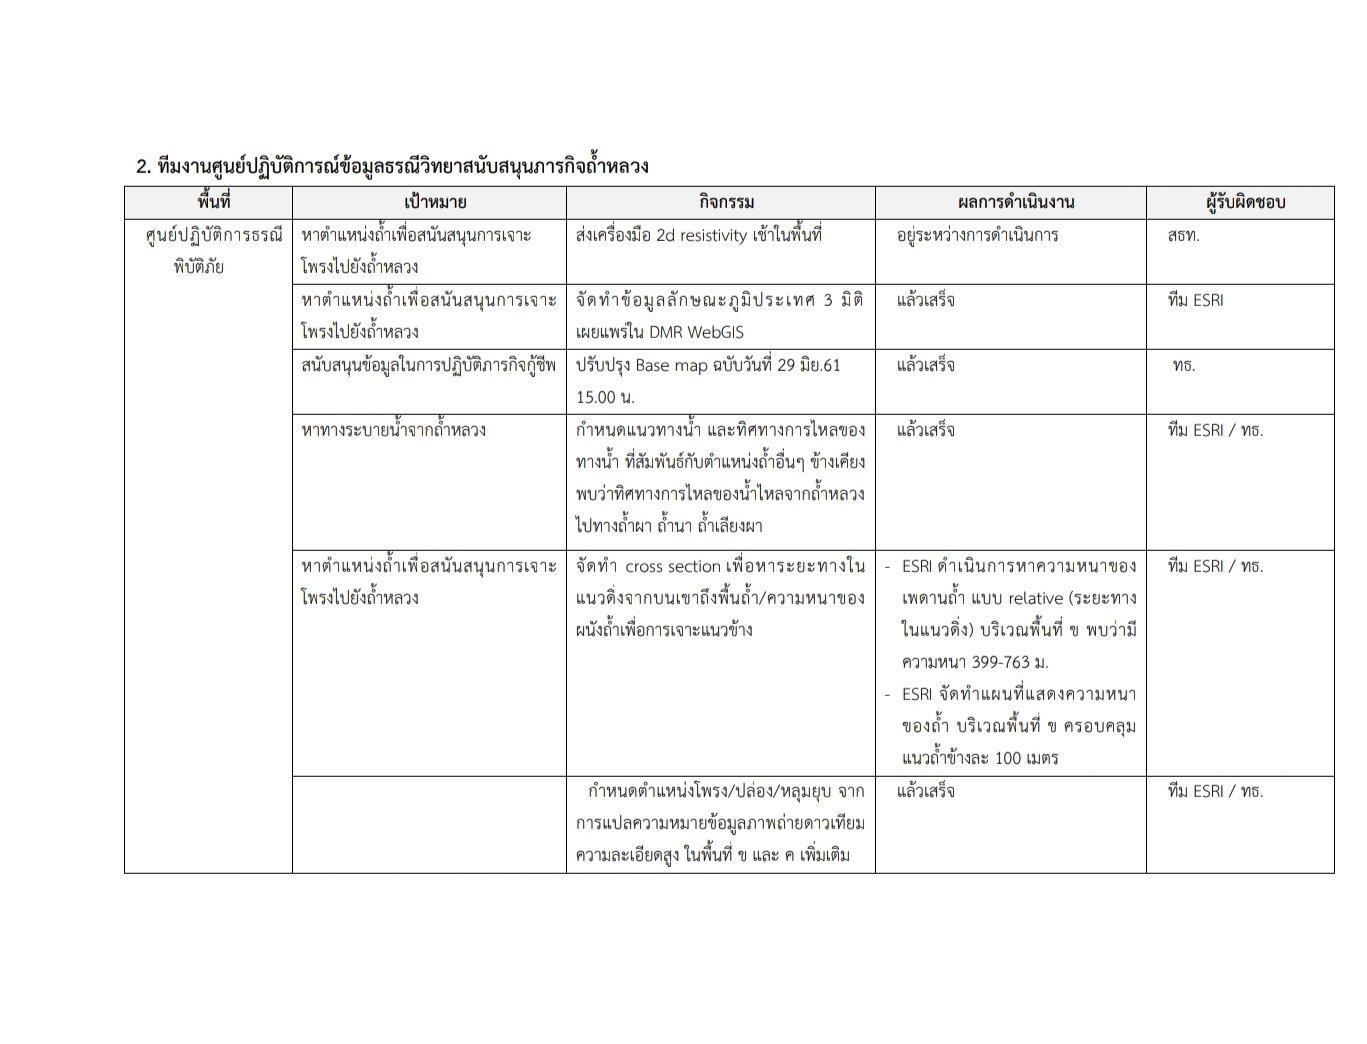 2. ทีมงานศูนย์ปฏิบัติการณ์ข้อมูลธรณีวิทยาสนับสนุนภารกิจถ้ำหลวง
พื้นที่ เป้าหมาย กิจกรรม ผลการดำเนินงาน ผู้รับผิดชอบ
ศูนย์ปฏิบัติการธรณี
พิบัติภัย
หาตำแหน่งถ้ำเพื่อสนันสนุนการเจาะ
โพรงไปยังถ้ำหลวง
ส่งเครื่องมือ 2d resistivity เช้าในพื้นที่
อยู่ระหว่างการดำเนินการ
สธท.
หาตำแหน่งถ้ำเพื่อสนันสนุนการเจาะ
โพรงไปยังถ้ำหลวง
จัดทำข้อมูลลักษณะภูมิประเทศ 3 มิติ
เผยแพร่ใน DMR WebGIS
แล้วเสร็จ
ทีม ESRI
สนับสนุนข้อมูลในการปฏิบัติภารกิจกู้ชีพ
ปรับปรุง Base map ฉบับวันที่ 29 มิย.61
15.00 น.
แล้วเสร็จ
ทธ.
หาทางระบายน้ำจากถ้ำหลวง
กำหนดแนวทางน้ำ และทิศทางการไหลของ
ทางน้ำ ที่สัมพันธ์กับตำแหน่งถ้ำอื่นๆ ข้างเคียง
พบว่าทิศทางการไหลของน้ำไหลจากถ้ำหลวง
ไปทางถ้ำผา ถ้ำนา ถ้ำเลียงผา
แล้วเสร็จ
ทีม ESRI / ทธ.
หาตำแหน่งถ้ำเพื่อสนันสนุนการเจาะ
โพรงไปยังถ้ำหลวง
จัดทำ cross section เพื่อหาระยะทางใน
แนวดิ่งจากบนเขาถึงพื้นถ้ำ/ความหนาของ
ผนังถ้ำเพื่อการเจาะแนวข้าง
- ESRI ดำเนินการหาความหนาของ
เพดานถ้ำ แบบ relative (ระยะทาง
ในแนวดิ่ง) บริเวณพื้นที่ ข พบว่ามี
ความหนา 399-763 ม.
- ESRI จัดทำแผนที่แสดงความหนา
ของถ้ำ บริเวณพื้นที่ ข ครอบคลุม
แนวถ้ำข้างละ 100 เมตร
ทีม ESRI / ทธ.
กำหนดตำแหน่งโพรง/ปล่อง/หลุมยุบ จาก
การแปลความหมายข้อมูลภาพถ่ายดาวเทียม
ความละเอียดสูง ในพื้นที่ ข และ ค เพิ่มเติม
แล้วเสร็จ
ทีม ESRI / ทธ.